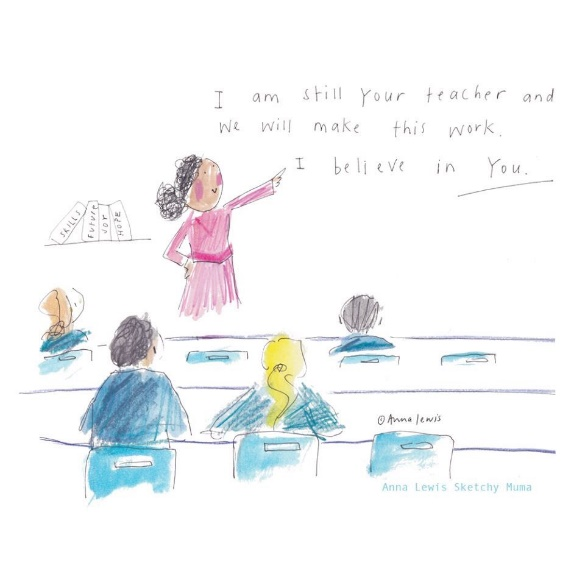 I am still your teacher and
We will make this work.
I believe in You.
SKILLS
FUTURE
JOY
HOPE
© Anna Lewis
Anna Lewis Sketchy Muma